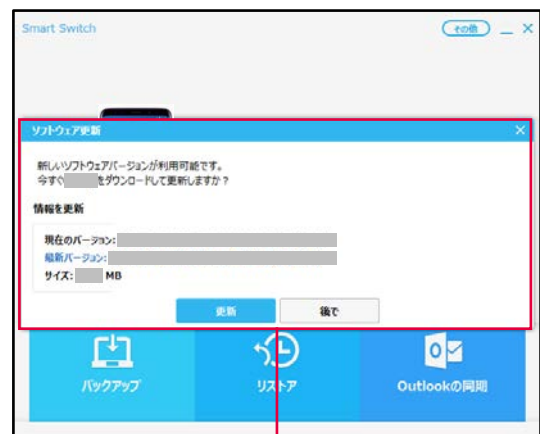 Smart Switch
その他
ソフトウェア更新
新しいソフトウェアバージョンが利用可能です。
今すぐ をダウンロードして更新しますか？
情報を更新
現在のバージョン:
最新バージョン:
サイズ: MB
更新 後で
バックアップ リストア Outlookの同期